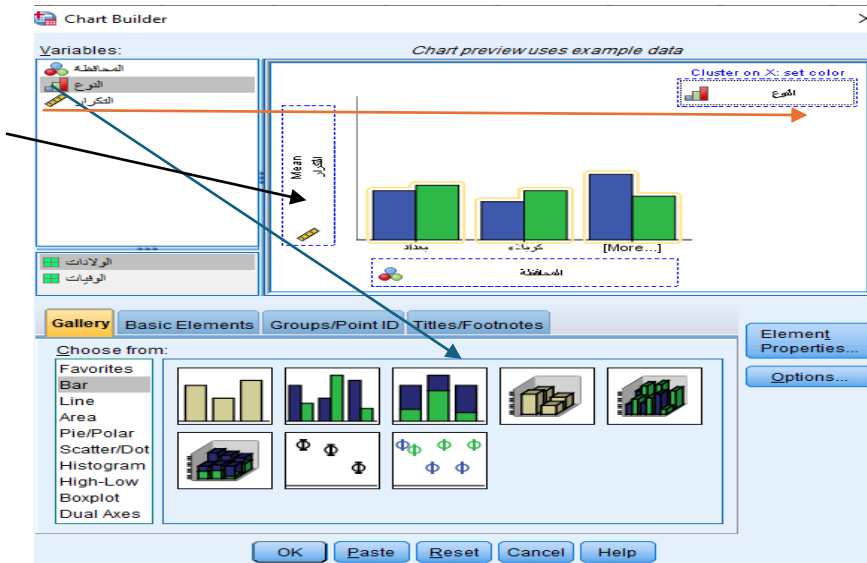 Chart Builder
Variables:
المحافظة
النوع
التكرار
الولادات
الوفيات
Chart preview uses example data
Cluster on X: set color
النوع
Mean
التكرار
بغداد
كربلاء
[More...]
المحافظة
Gallery
Basic Elements
Groups/Point ID
Titles/Footnotes
Choose from:
Favorites
Bar
Line
Area
Pie/Polar
Scatter/Dot
Histogram
High-Low
Boxplot
Dual Axes
Element Properties...
Options...
OK
Paste
Reset
Cancel
Help